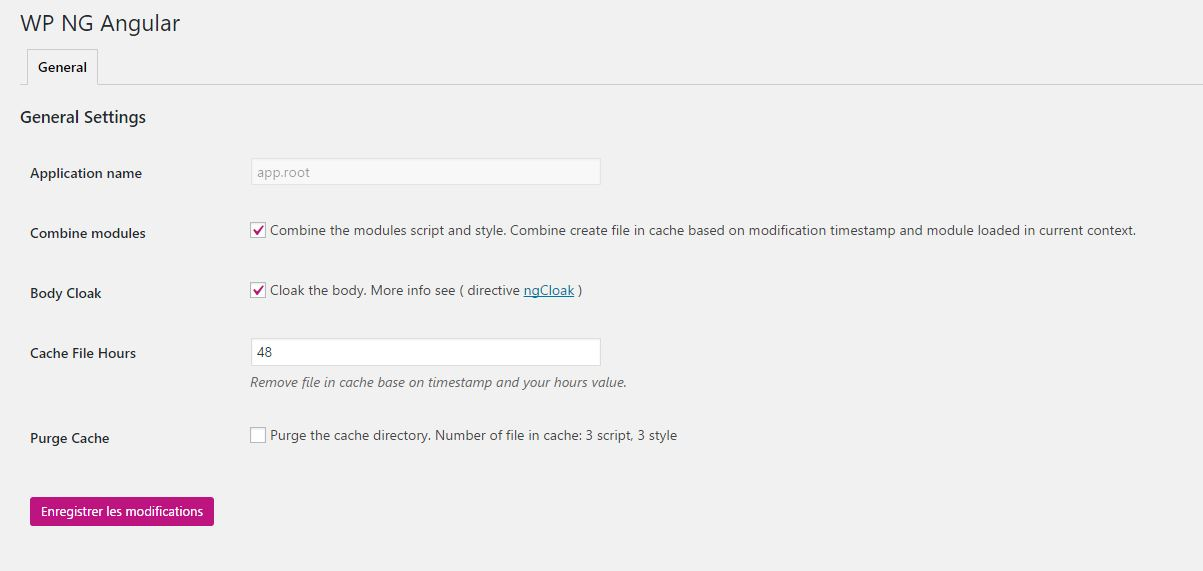 WP NG Angular
General
General Settings
Application name
app.root
Combine modules
Combine the modules script and style. Combine create file in cache based on modification timestamp and module loaded in current context.
Body Cloak
Cloak the body. More info see ( directive ngCloak )
Cache File Hours
48
Remove file in cache base on timestamp and your hours value.
Purge Cache
Purge the cache directory. Number of file in cache: 3 script, 3 style
Enregistrer les modifications